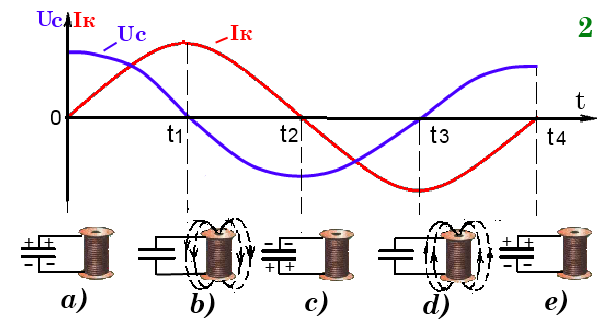 Uc Iк
Uc
Iк
2
0
t1
t2
t3
t4
t
+ +
− −
− −
+ +
+ +
− −
a)
b)
c)
d)
e)